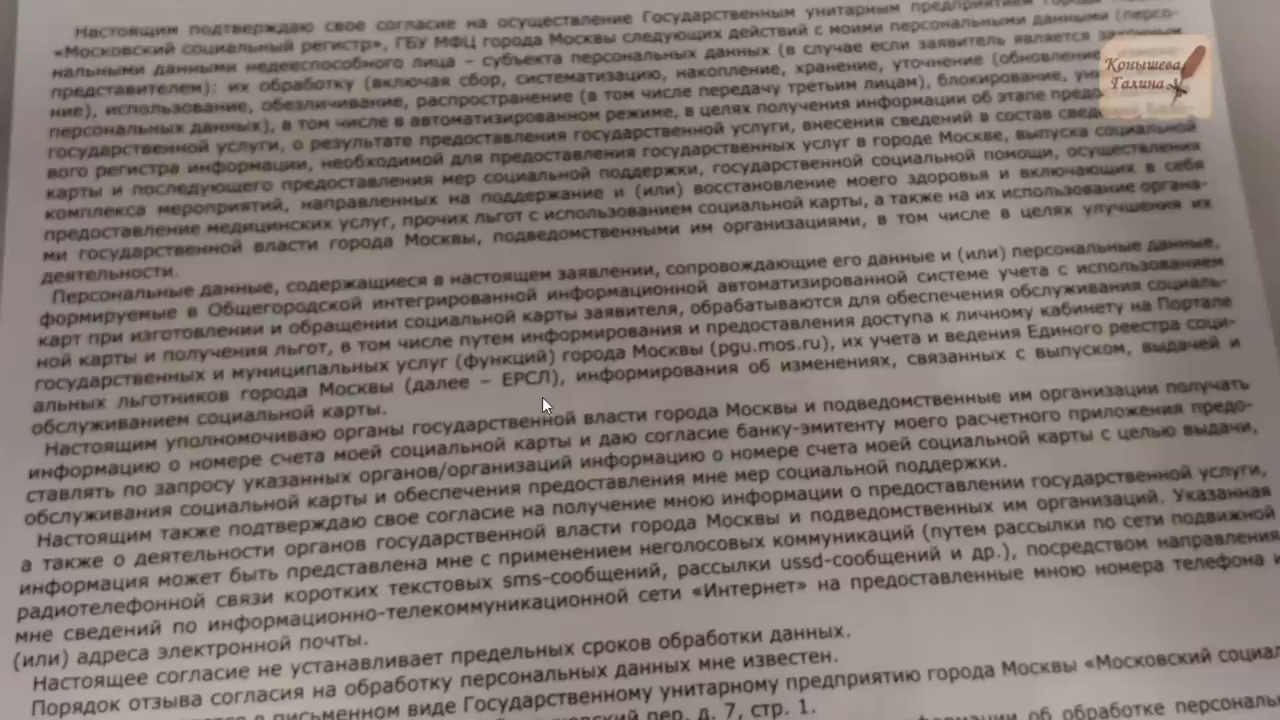 Настоящим подтверждаю свое согласие на осуществление Государственным унитарным предприятием города
«Московский социальный регистр», ГБУ МФЦ города Москвы следующих действий с моими персональными данными (персо-
нальными данными недееспособного лица – субъекта персональных данных (в случае если заявитель является законным
представителем): их обработку (включая сбор, систематизацию, накопление, хранение, уточнение (обновление,
ние), использование, обезличивание, распространение (в том числе передачу третьим лицам), блокирование,
персональных данных), в том числе в автоматизированном режиме, в целях получения информации об этапе
государственной услуги, о результате предоставления государственной услуги, внесения сведений в состав
вого регистра информации, необходимой для предоставления государственных услуг в городе Москве, выпуска социальной
карты и последующего предоставления мер социальной поддержки, государственной социальной помощи, осуществления
комплекса мероприятий, направленных на поддержание и (или) восстановление моего здоровья и включающих в себя
предоставление медицинских услуг, прочих льгот с использованием социальной карты, а также на их использование органа-
ми государственной власти города Москвы, подведомственными им организациями, в том числе в целях улучшения их
деятельности.
Персональные данные, содержащиеся в настоящем заявлении, сопровождающие его данные и (или) персональные данные,
формируемые в Общегородской интегрированной информационной автоматизированной системе учета с использованием
карт при изготовлении и обращении социальной карты заявителя, обрабатываются для обеспечения обслуживания социаль-
ной карты и получения льгот, в том числе путем информирования и предоставления доступа к личному кабинету на Портале
государственных и муниципальных услуг (функций) города Москвы (pgu.mos.ru), их учета и ведения Единого реестра соци-
альных льготников города Москвы (далее – ЕРСЛ), информирования об изменениях, связанных с выпуском, выдачей и
обслуживанием социальной карты.
Настоящим уполномочиваю органы государственной власти города Москвы и подведомственные им организации получать
информацию о номере счета моей социальной карты и даю согласие банку-эмитенту моего расчетного приложения предо-
ставлять по запросу указанных органов/организаций информацию о номере счета моей социальной карты с целью выдачи,
обслуживания социальной карты и обеспечения предоставления мне мер социальной поддержки.
Настоящим также подтверждаю свое согласие на получение мною информации о предоставлении государственной услуги,
а также о деятельности органов государственной власти города Москвы и подведомственных им организаций. Указанная
информация может быть представлена мне с применением неголосовых коммуникаций (путем рассылки по сети подвижной
радиотелефонной связи коротких текстовых sms-сообщений, рассылки ussd-сообщений и др.), посредством направления
мне сведений по информационно-телекоммуникационной сети «Интернет» на предоставленные мною номера телефона и
(или) адреса электронной почты.
Настоящее согласие не устанавливает предельных сроков обработки данных.
Порядок отзыва согласия на обработку персональных данных мне известен.
в письменном виде Государственному унитарному предприятию города Москвы «Московский социал
пер. д. 7, стр. 1.
об обработке персональ
Копышева
Галина